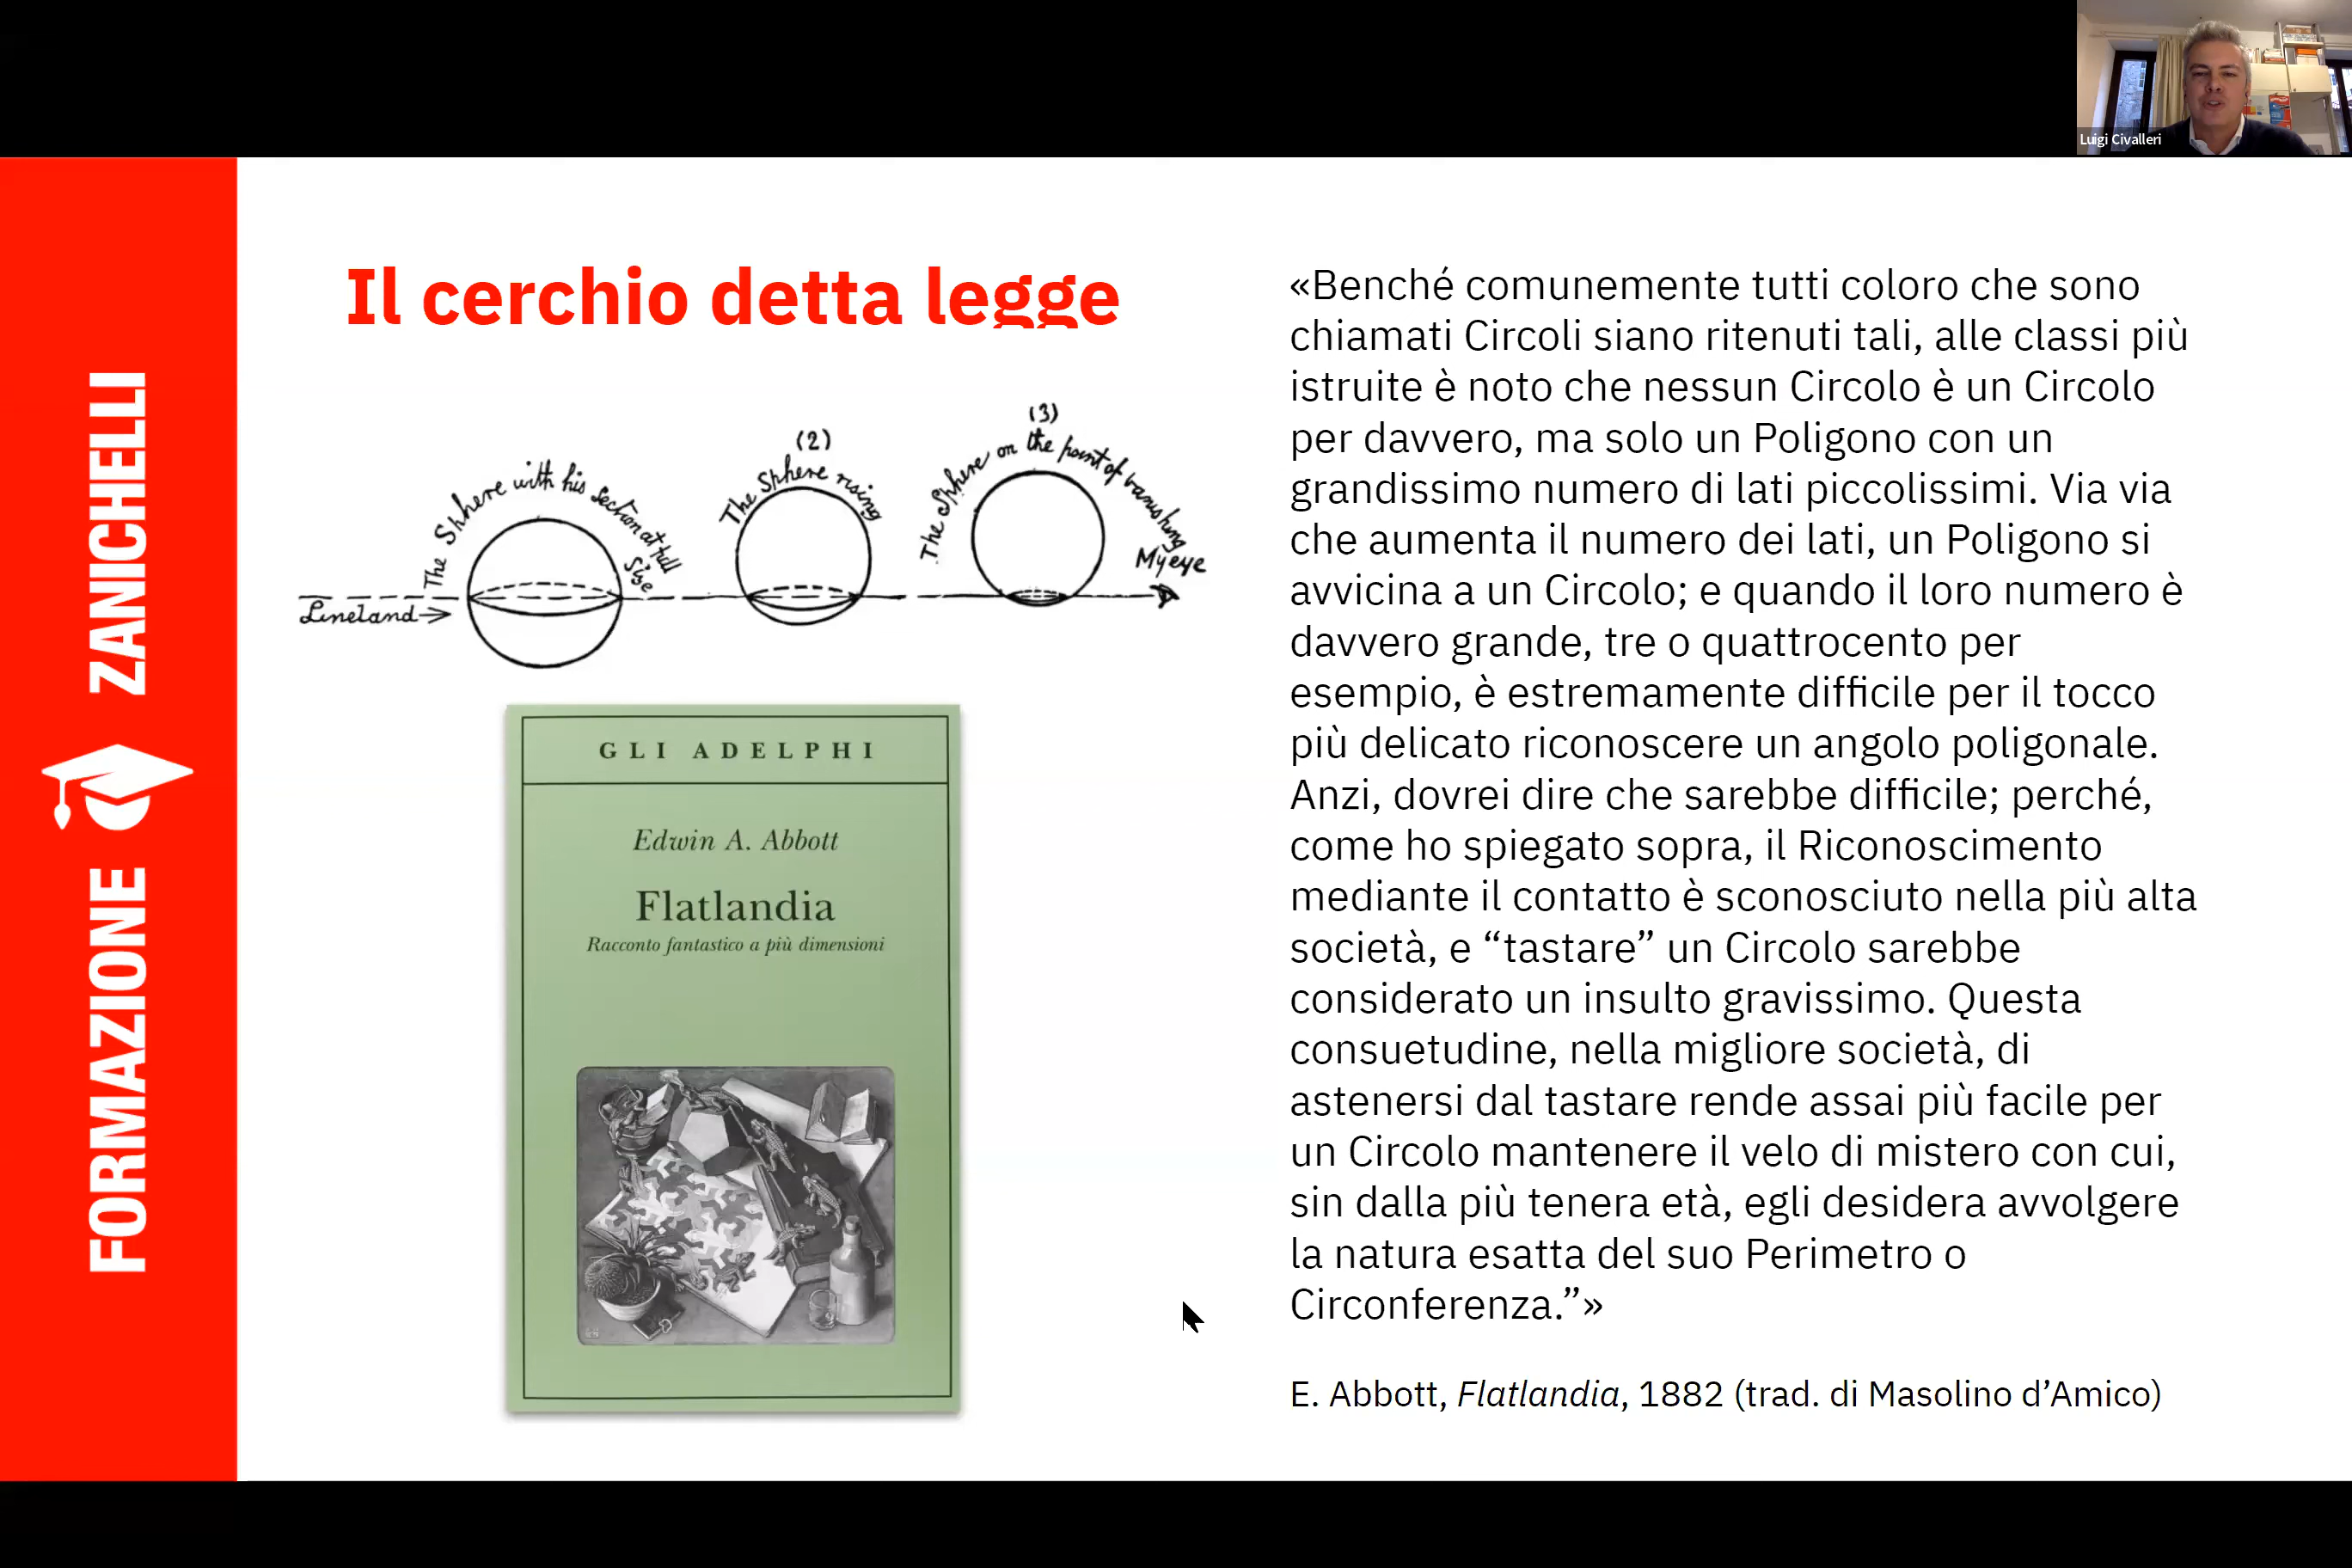 Luigi Civalleri
FORMAZIONE ZANICHELLI
Il cerchio detta legge
The Sphere with his section at full size
(2)
The Sphere rising
(3)
The Sphere on the point of vanishing
My eye
Lineland
GLI ADELPHI
Edwin A. Abbott
Flatlandia
Racconto fantastico a più dimensioni
«Benché comunemente tutti coloro che sono
chiamati Circoli siano ritenuti tali, alle classi più
istruite è noto che nessun Circolo è un Circolo
per davvero, ma solo un Poligono con un
grandissimo numero di lati piccolissimi. Via via
che aumenta il numero dei lati, un Poligono si
avvicina a un Circolo; e quando il loro numero è
davvero grande, tre o quattrocento per
esempio, è estremamente difficile per il tocco
più delicato riconoscere un angolo poligonale.
Anzi, dovrei dire che sarebbe difficile; perché,
come ho spiegato sopra, il Riconoscimento
mediante il contatto è sconosciuto nella più alta
società, e “tastare” un Circolo sarebbe
considerato un insulto gravissimo. Questa
consuetudine, nella migliore società, di
astenersi dal tastare rende assai più facile per
un Circolo mantenere il velo di mistero con cui,
sin dalla più tenera età, egli desidera avvolgere
la natura esatta del suo Perimetro o
Circonferenza.”»
E. Abbott, Flatlandia, 1882 (trad. di Masolino d’Amico)